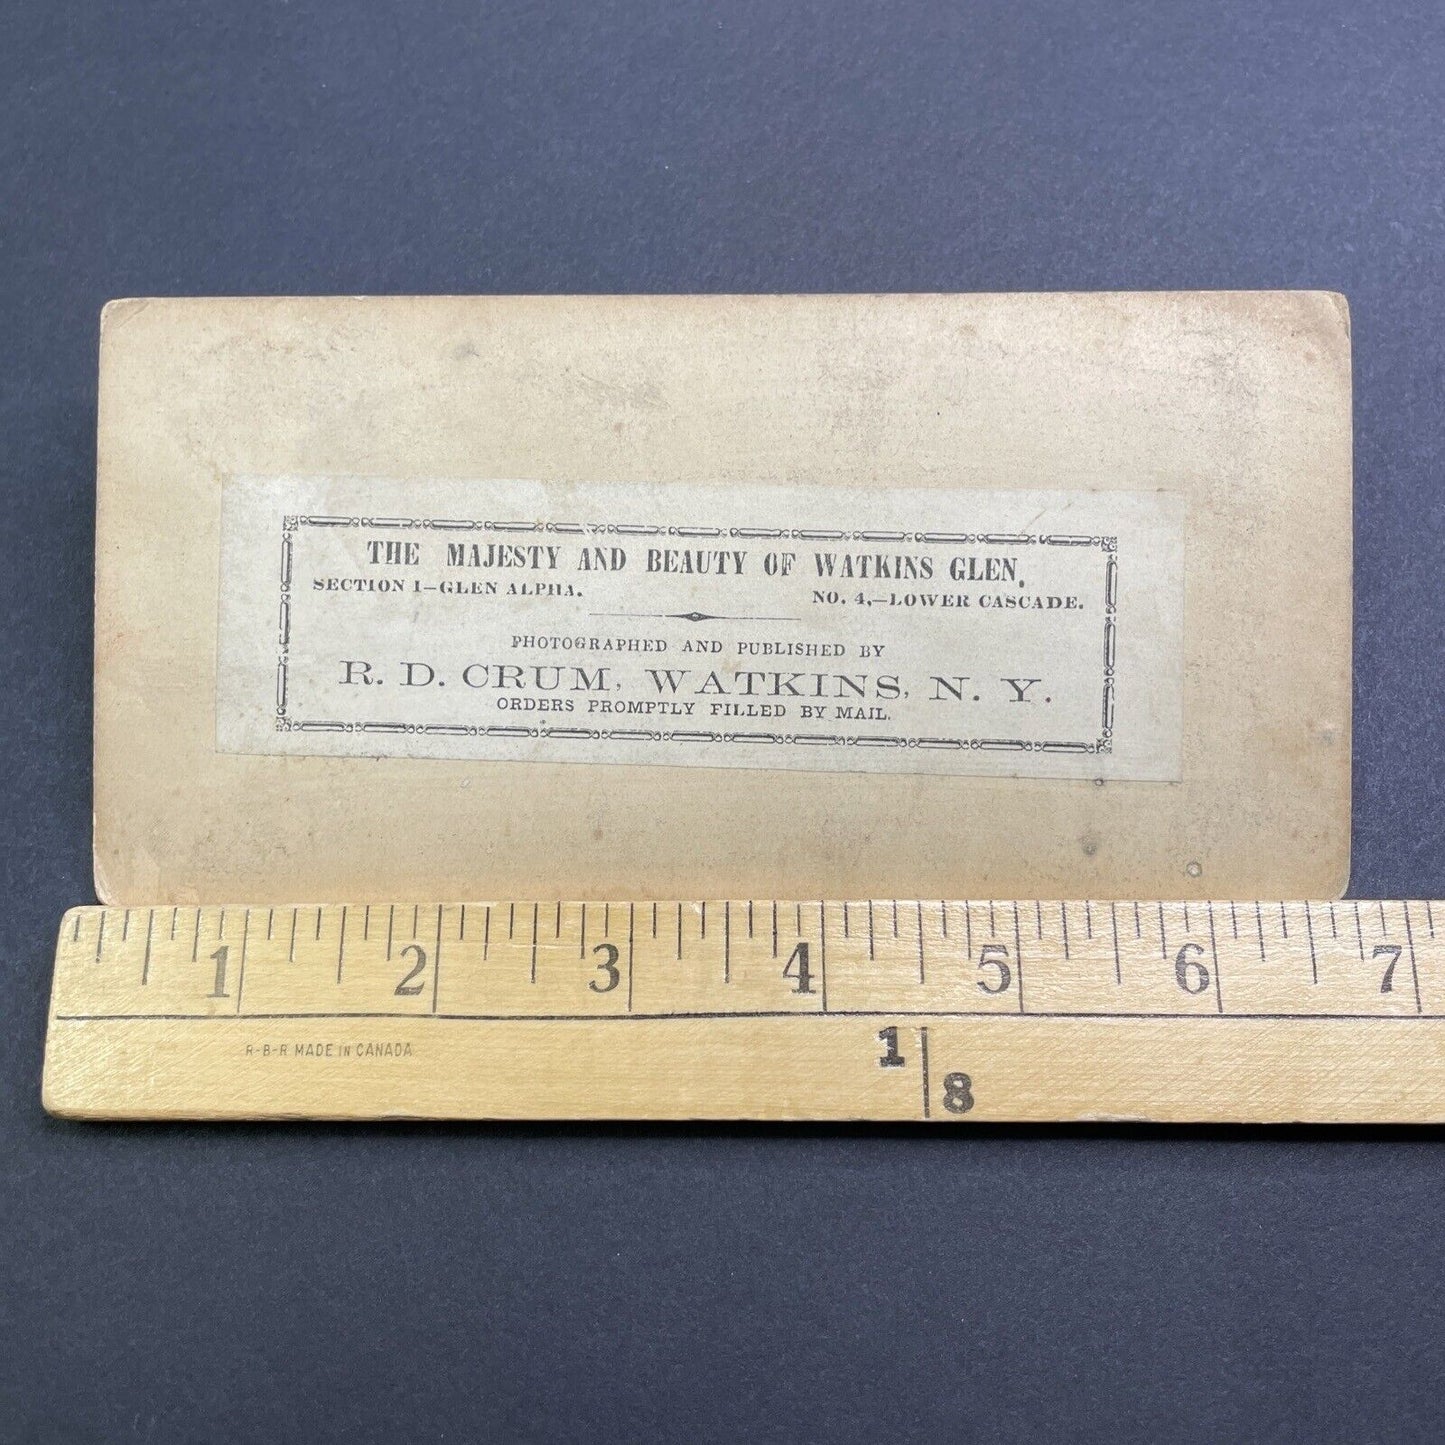 THE MAJESTY AND BEAUTY OF WATKINS GLEN.
SECTION I—GLEN ALPHA. NO. 4,—LOWER CASCADE.
PHOTOGRAPHED AND PUBLISHED BY
R. D. CRUM, WATKINS, N. Y.
ORDERS PROMPTLY FILLED BY MAIL.
1 2 3 4 5 6 7
R-B-R MADE IN CANADA
1 8